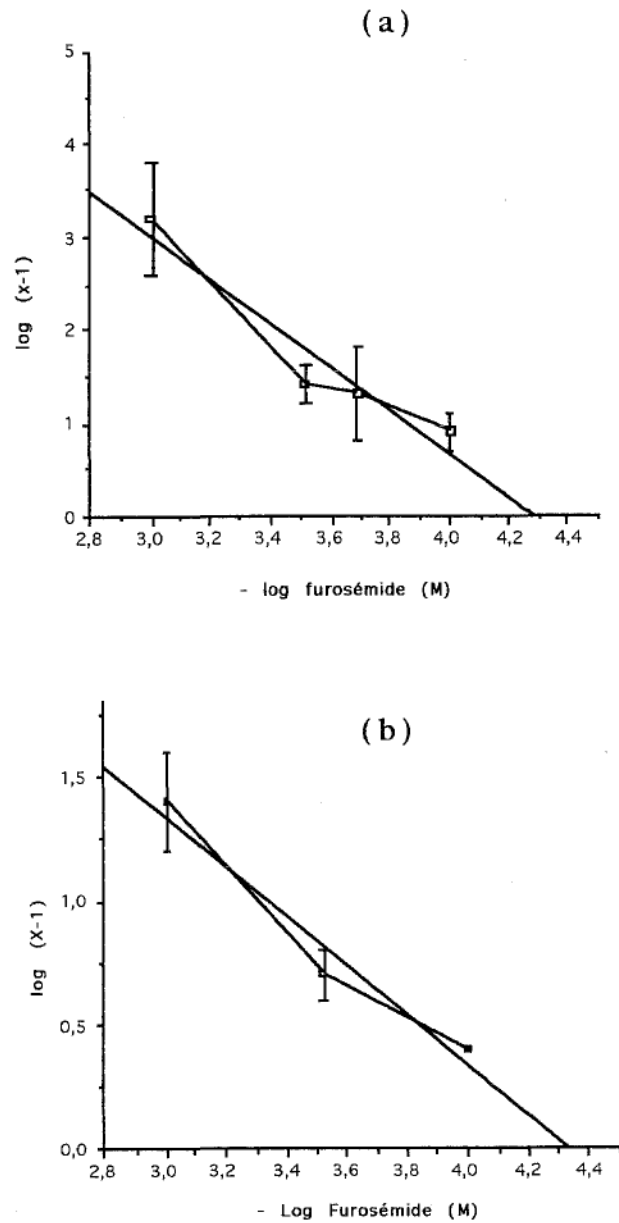 (a)
5
4
3
2
1
0
log (x-1)
2,8 3,0 3,2 3,4 3,6 3,8 4,0 4,2 4,4
- log furosémide (M)
(b)
1,5
1,0
0,5
0,0
log (X-1)
2,8 3,0 3,2 3,4 3,6 3,8 4,0 4,2 4,4
- Log Furosémide (M)